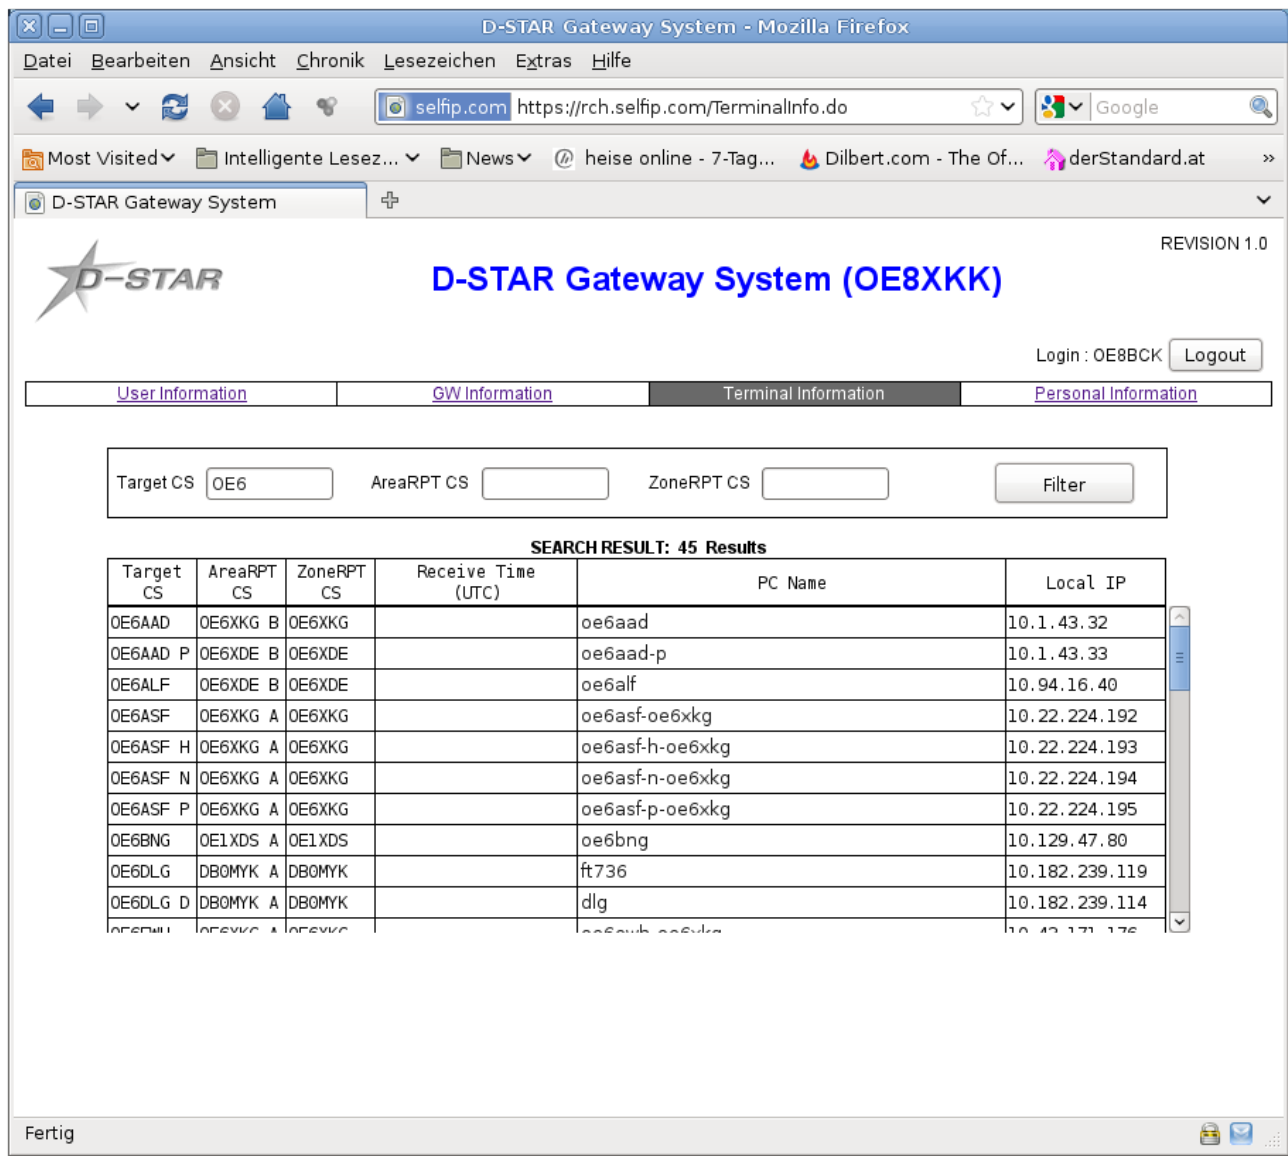 D-STAR Gateway System - Mozilla Firefox
Datei Bearbeiten Ansicht Chronik Lesezeichen Extras Hilfe
selfip.com https://rch.selfip.com/TerminalInfo.do Google
Most Visited Intelligente Lesez... News heise online - 7-Tag... Dilbert.com - The Of... derStandard.at »
D-STAR Gateway System
REVISION 1.0
D-STAR
D-STAR Gateway System (OE8XKK)
Login : OE8BCK Logout
User Information GW Information Terminal Information Personal Information
Target CS OE6 AreaRPT CS ZoneRPT CS Filter
SEARCH RESULT: 45 Results
Target AreaRPT ZoneRPT Receive Time PC Name Local IP
CS CS CS (UTC)
OE6AAD OE6XKG B OE6XKG oe6aad 10.1.43.32
OE6AAD P OE6XDE B OE6XDE oe6aad-p 10.1.43.33
OE6ALF OE6XDE B OE6XDE oe6alf 10.94.16.40
OE6ASF OE6XKG A OE6XKG oe6asf-oe6xkg 10.22.224.192
OE6ASF H OE6XKG A OE6XKG oe6asf-h-oe6xkg 10.22.224.193
OE6ASF N OE6XKG A OE6XKG oe6asf-n-oe6xkg 10.22.224.194
OE6ASF P OE6XKG A OE6XKG oe6asf-p-oe6xkg 10.22.224.195
OE6BNG OE1XDS A OE1XDS oe6bng 10.129.47.80
OE6DLG DB0MYK A DB0MYK ft736 10.182.239.119
OE6DLG D DB0MYK A DB0MYK dlg 10.182.239.114
Fertig